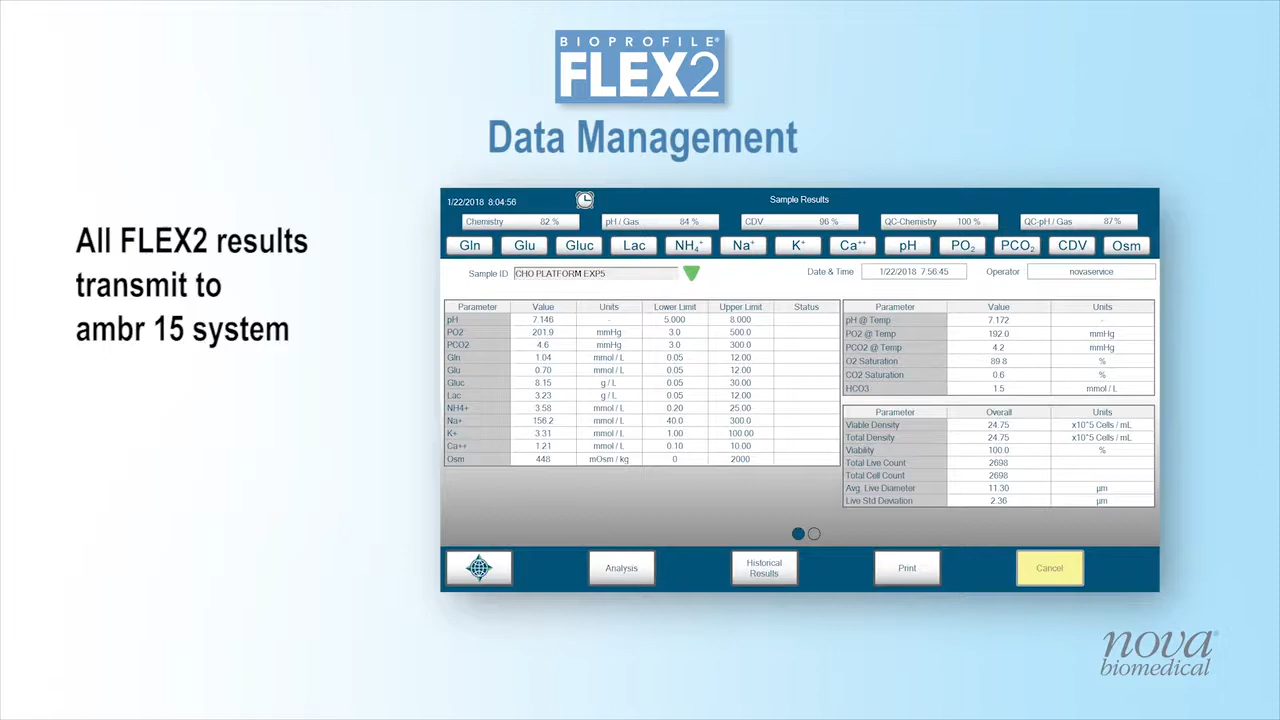 BIOPROFILE®
FLEX2
Data Management
All FLEX2 results
transmit to
ambr 15 system
1/22/2018 8:04:56
Sample Results
Chemistry 82 % pH / Gas 84 % CDV 96 % QC-Chemistry 100 % QC-pH / Gas 87%
Gln Glu Gluc Lac NH4+ Na+ K+ Ca++ pH PO2 PCO2 CDV Osm
Sample ID CHO PLATFORM EXP5 Date & Time 1/22/2018 7:56:45 Operator novaservice
Parameter Value Units Lower Limit Upper Limit Status
pH 7.146 - 5.000 8.000
PO2 201.9 mmHg 3.0 500.0
PCO2 4.6 mmHg 3.0 300.0
Gln 1.04 mmol / L 0.05 12.00
Glu 0.70 mmol / L 0.05 12.00
Gluc 8.15 g / L 0.05 30.00
Lac 3.23 g / L 0.05 12.00
NH4+ 3.58 mmol / L 0.20 25.00
Na+ 156.2 mmol / L 40.0 300.0
K+ 3.31 mmol / L 1.00 100.00
Ca++ 1.21 mmol / L 0.10 10.00
Osm 448 mOsm / kg 0 2000
Parameter Value Units
pH @ Temp 7.172 -
PO2 @ Temp 192.0 mmHg
PCO2 @ Temp 4.2 mmHg
O2 Saturation 89.8 %
CO2 Saturation 0.6 %
HCO3 1.5 mmol / L
Parameter Overall Units
Viable Density 24.75 x10^5 Cells / mL
Total Density 24.75 x10^5 Cells / mL
Viability 100.0 %
Total Live Count 2698
Total Cell Count 2698
Avg. Live Diameter 11.30 µm
Live Std Deviation 2.36 µm
Analysis
Historical
Results
Print
Cancel
nova®
biomedical